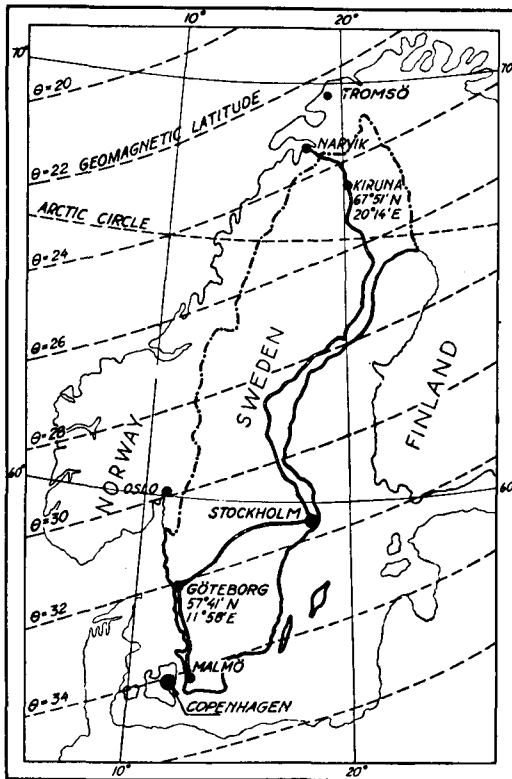 10°
20°
70°
70°
θ=20
TROMSÖ
θ=22 GEOMAGNETIC LATITUDE
NARVIK
KIRUNA
67°51' N
20°14' E
ARCTIC CIRCLE
θ=24
θ=26
SWEDEN
FINLAND
NORWAY
θ=28
60°
OSLO
60°
STOCKHOLM
θ=30
GÖTEBORG
57°41' N
11°58' E
θ=32
MALMÖ
θ=34
COPENHAGEN
10°
20°